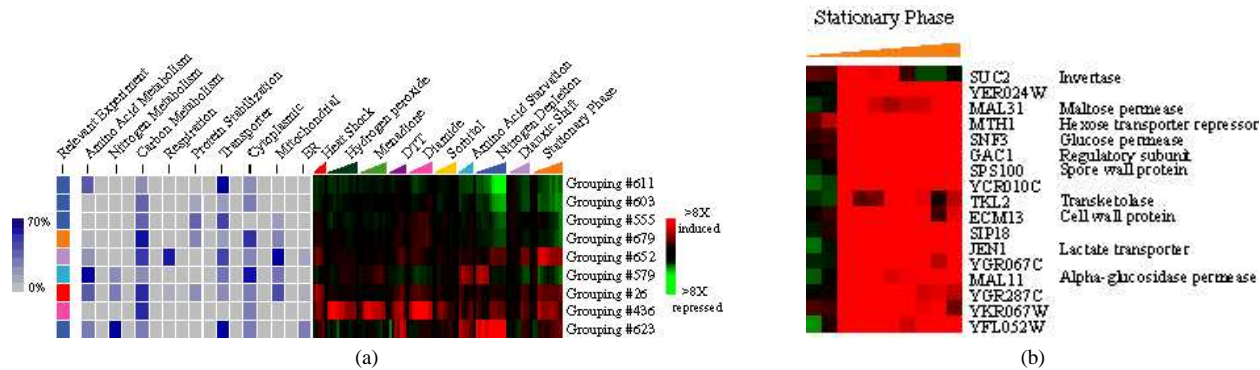 Relevant Experiment
Amino Acid Metabolism
Nitrogen Metabolism
Carbon Metabolism
Respiration
Protein Stabilization
Transporter
Cytoplasmic
Mitochondrial
ER
Heat Shock
Hydrogen peroxide
Menadione
DTT
Diamide
Sorbitol
Amino Acid Starvation
Nitrogen Depletion
Diauxic Shift
Stationary Phase
70%
0%
Grouping #611
Grouping #603
Grouping #555
Grouping #679
Grouping #652
Grouping #579
Grouping #26
Grouping #436
Grouping #623
>8X
induced
>8X
repressed
(a)
Stationary Phase
SUC2 Invertase
YER024W
MAL31 Maltose permease
MTH1 Hexose transporter repressor
SNF3 Glucose permease
GAC1 Regulatory subunit
SPS100 Spore wall protein
YCR010C
TKL2 Transketolase
ECM13 Cell wall protein
SIP18
JEN1 Lactate transporter
YGR067C
MAL11 Alpha-glucosidase permease
YGR287C
YKR067W
YFL052W
(b)